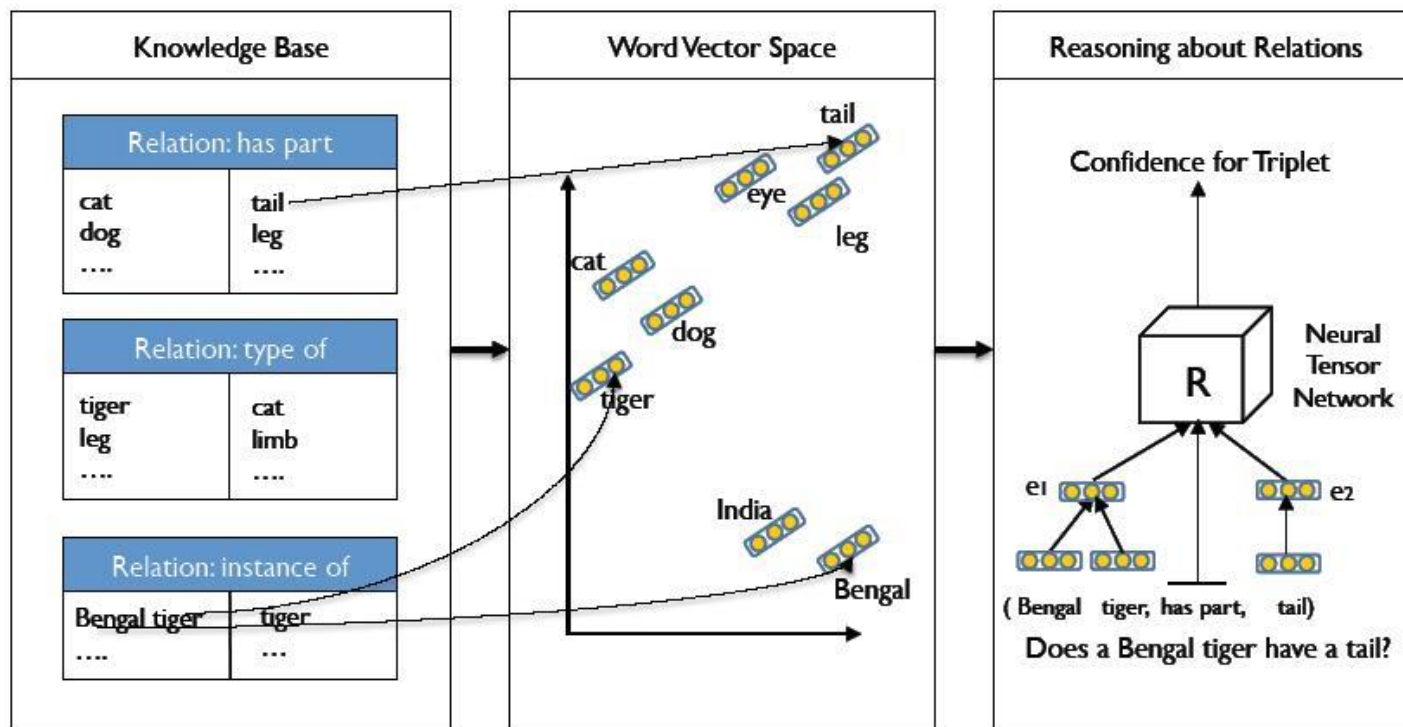 Knowledge Base
Relation: has part
cat tail
dog leg
.... ....
Relation: type of
tiger cat
leg limb
.... ....
Relation: instance of
Bengal tiger tiger
.... ...
Word Vector Space
tail
eye
leg
cat
dog
tiger
India
Bengal
Reasoning about Relations
Confidence for Triplet
R
Neural
Tensor
Network
e1 e2
( Bengal tiger, has part, tail)
Does a Bengal tiger have a tail?